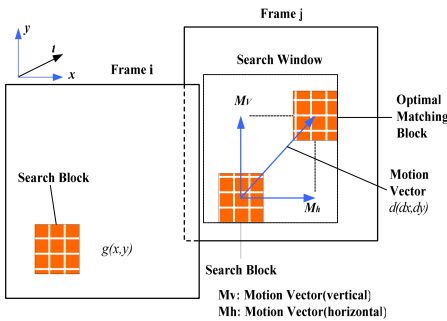 Frame j
y
t
x
Frame i
Search Window
Mv
Optimal
Matching
Block
Search Block
Motion
Vector
d(dx,dy)
g(x,y)
Mh
Search Block
Mv: Motion Vector(vertical)
Mh: Motion Vector(horizontal)